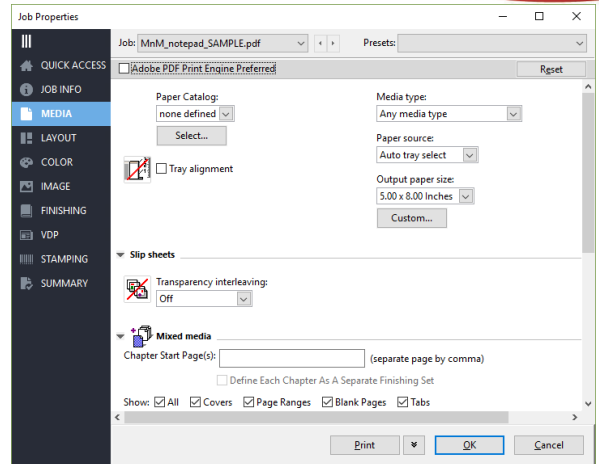 Job Properties
Job: MnM_notepad_SAMPLE.pdf
Presets:
QUICK ACCESS
JOB INFO
MEDIA
LAYOUT
COLOR
IMAGE
FINISHING
VDP
STAMPING
SUMMARY
Adobe PDF Print Engine Preferred
Reset
Paper Catalog:
none defined
Select...
Tray alignment
Media type:
Any media type
Paper source:
Auto tray select
Output paper size:
5.00 x 8.00 Inches
Custom...
Slip sheets
Transparency interleaving:
Off
Mixed media
Chapter Start Page(s):
(separate page by comma)
Define Each Chapter As A Separate Finishing Set
Show: All Covers Page Ranges Blank Pages Tabs
Print
OK
Cancel